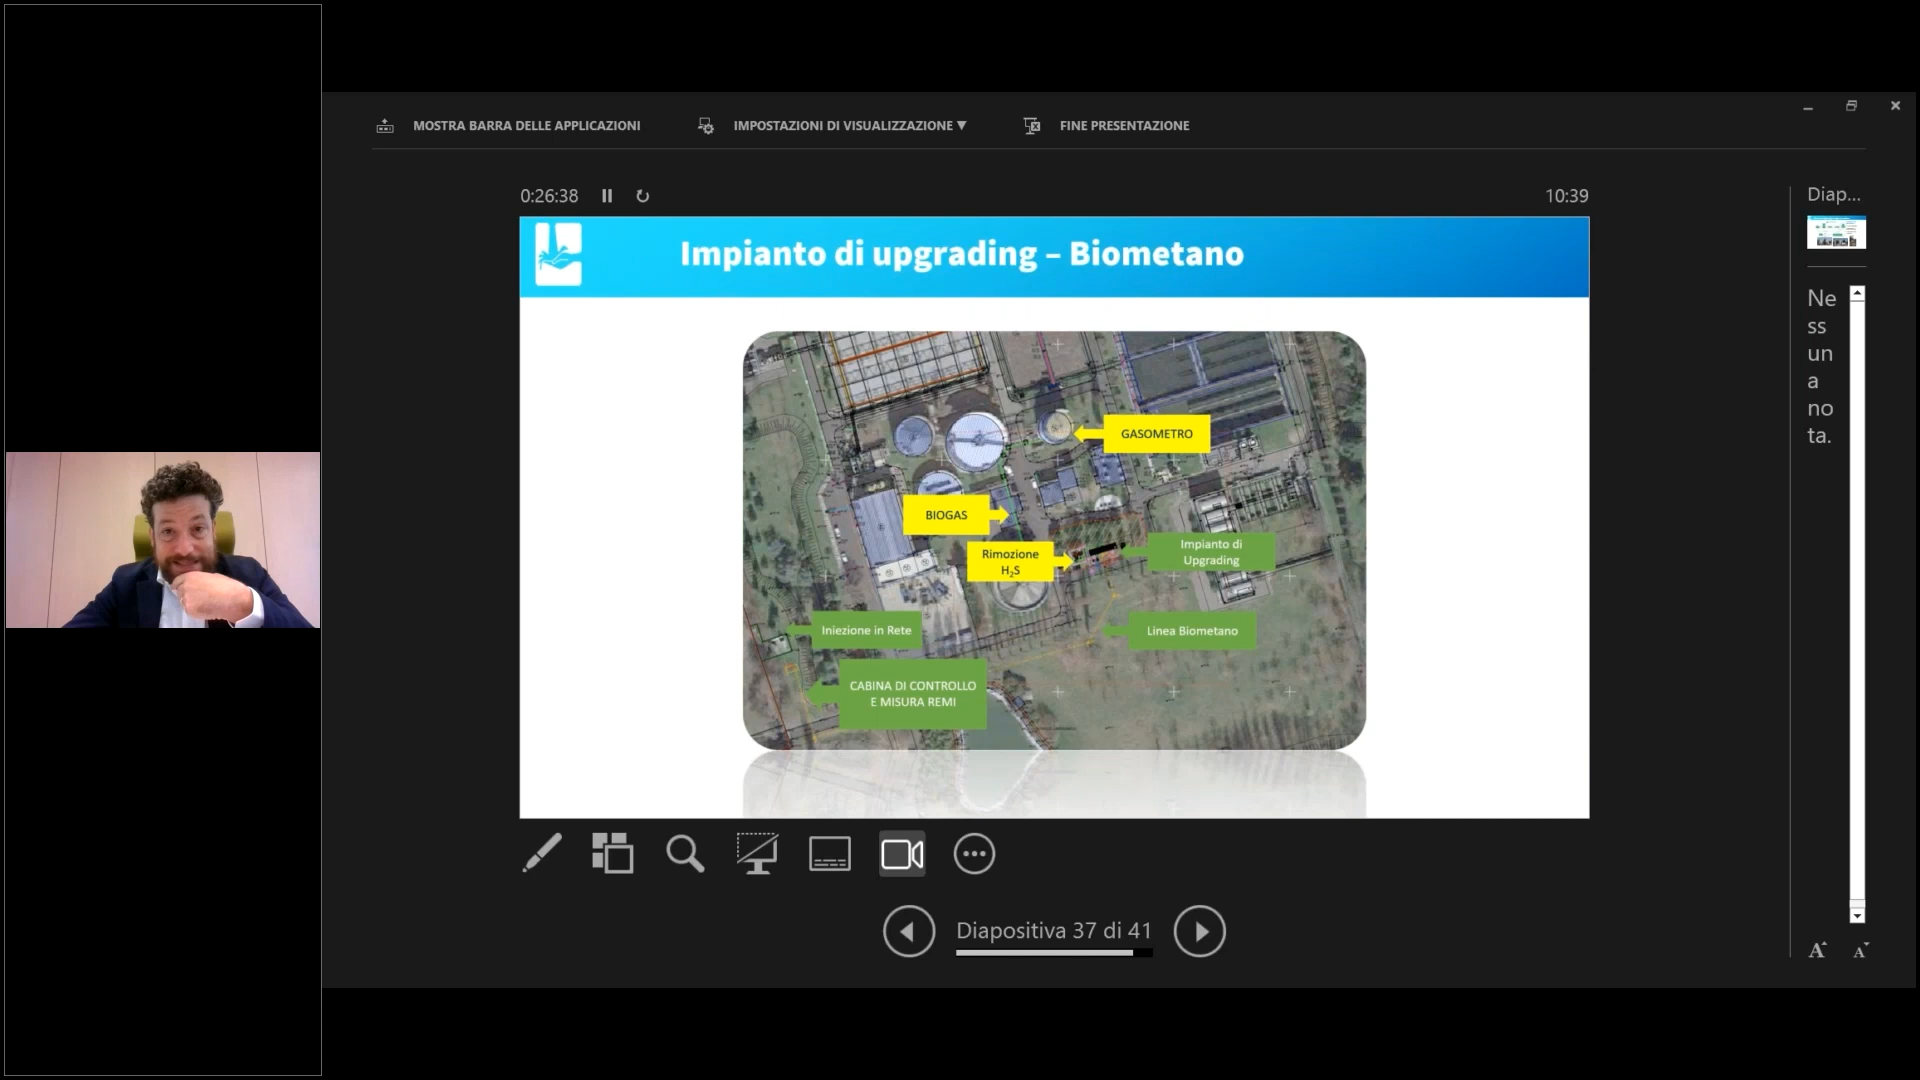 MOSTRA BARRA DELLE APPLICAZIONI
IMPOSTAZIONI DI VISUALIZZAZIONE ▼
FINE PRESENTAZIONE
0:26:38
10:39
Impianto di upgrading – Biometano
GASOMETRO
BIOGAS
Rimozione
H₂S
Impianto di
Upgrading
Iniezione in Rete
Linea Biometano
CABINA DI CONTROLLO
E MISURA REMI
Diapositiva 37 di 41
Diap...
Ne
ss
un
a
no
ta.
A
A